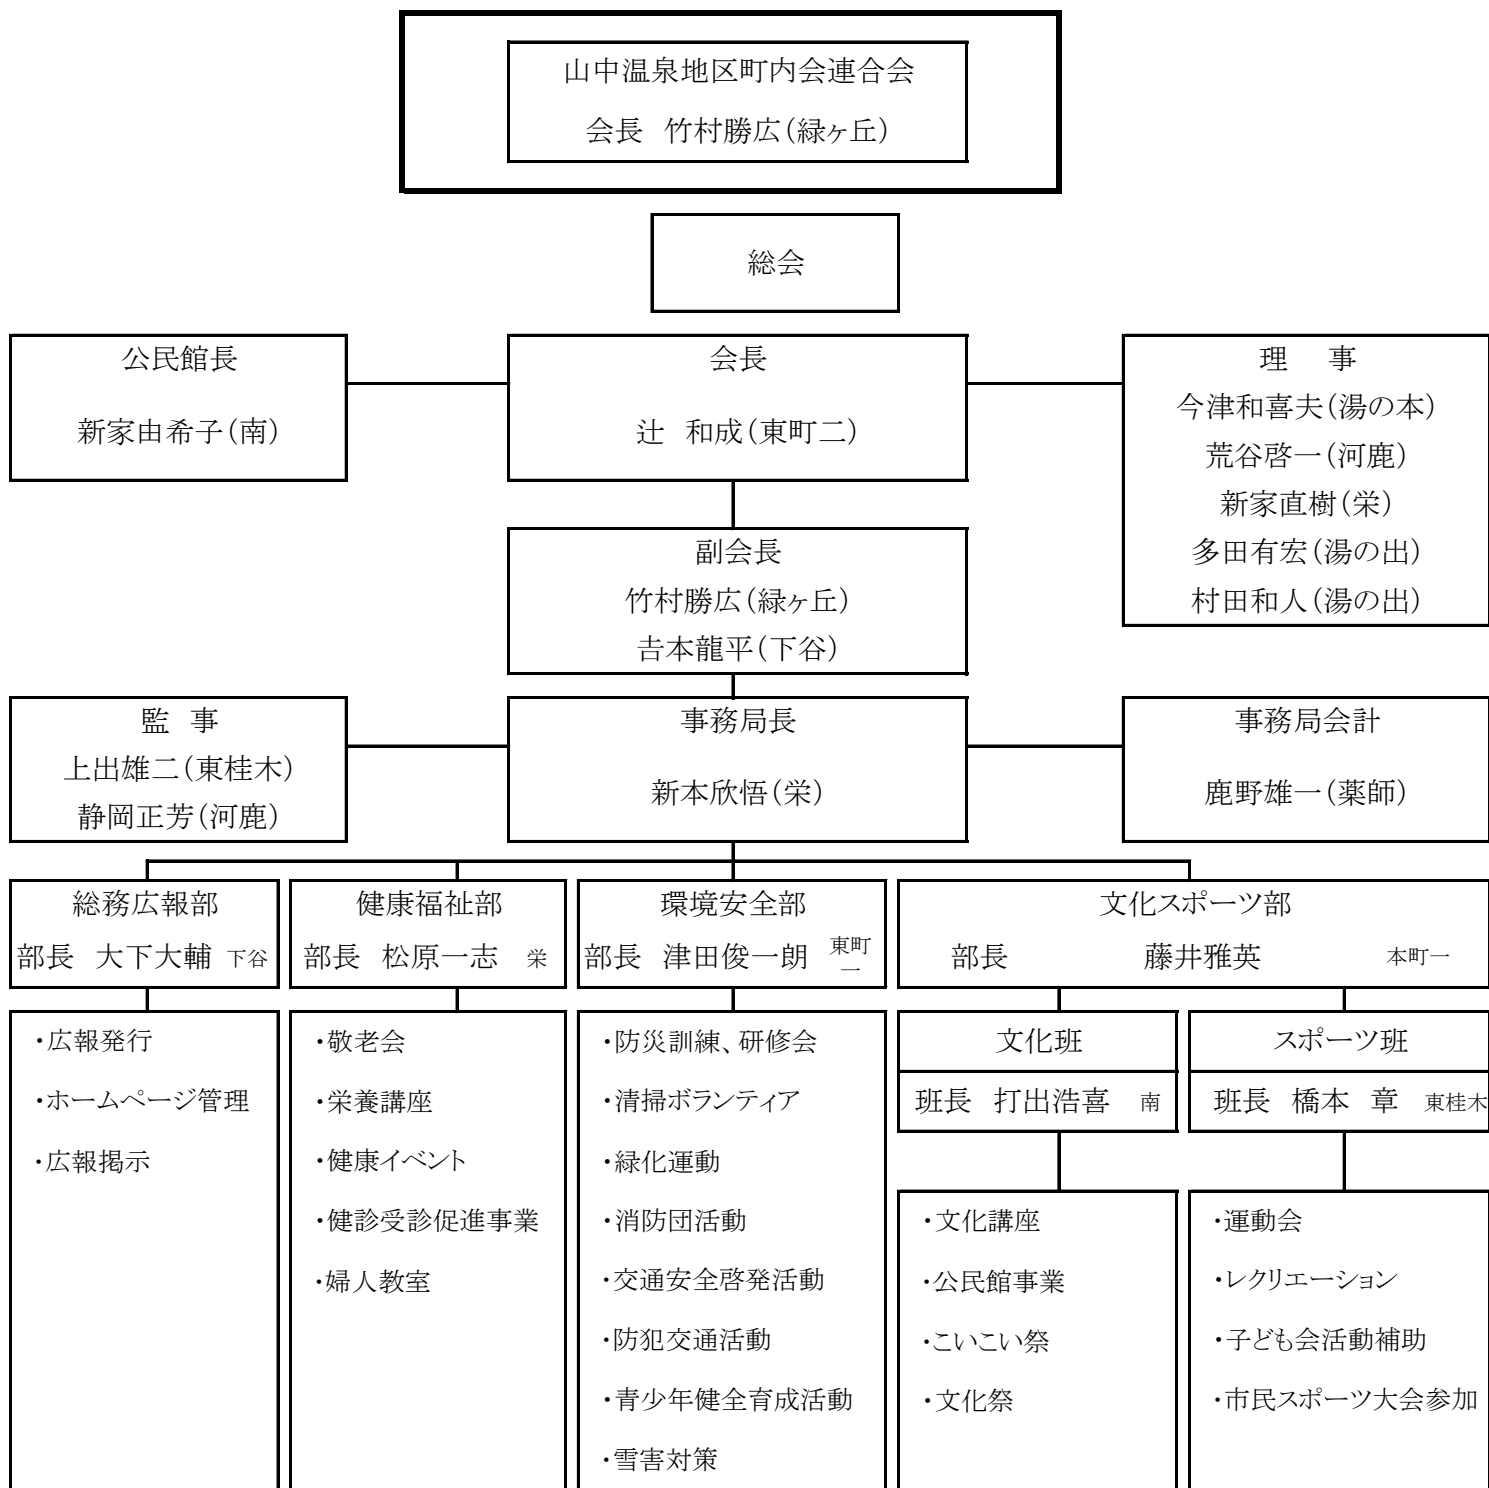 山中温泉地区町内会連合会
会長 竹村勝広(緑ヶ丘)
総会
公民館長
新家由希子(南)
会長
辻 和成(東町二)
理 事
今津和喜夫(湯の本)
荒谷啓一(河鹿)
新家直樹(栄)
多田有宏(湯の出)
村田和人(湯の出)
副会長
竹村勝広(緑ヶ丘)
𠮷本龍平(下谷)
監 事
上出雄二(東桂木)
静岡正芳(河鹿)
事務局長
新本欣悟(栄)
事務局会計
鹿野雄一(薬師)
総務広報部
部長 大下大輔 下谷
・広報発行
・ホームページ管理
・広報掲示
健康福祉部
部長 松原一志 栄
・敬老会
・栄養講座
・健康イベント
・健診受診促進事業
・婦人教室
環境安全部
部長 津田俊一朗 東町一
・防災訓練、研修会
・清掃ボランティア
・緑化運動
・消防団活動
・交通安全啓発活動
・防犯交通活動
・青少年健全育成活動
・雪害対策
文化スポーツ部
部長 藤井雅英 本町一
文化班
班長 打出浩喜 南
・文化講座
・公民館事業
・こいこい祭
・文化祭
スポーツ班
班長 橋本 章 東桂木
・運動会
・レクリエーション
・子ども会活動補助
・市民スポーツ大会参加